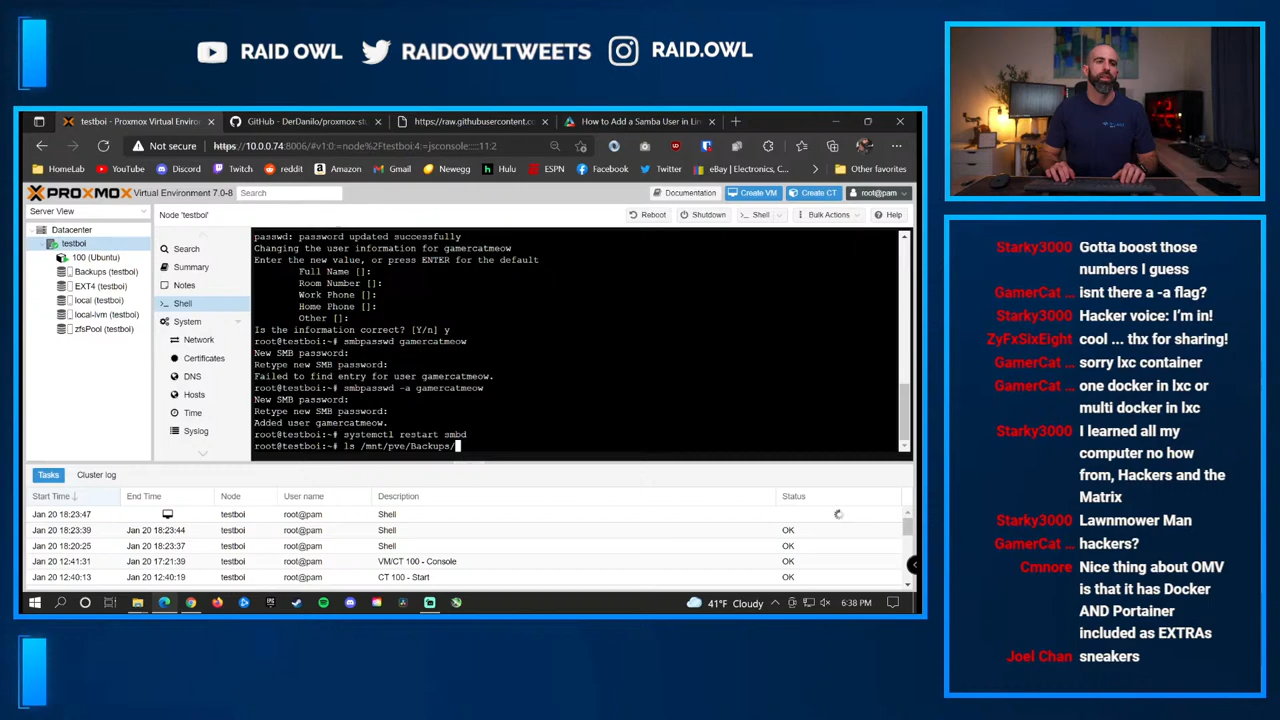 RAID OWL
RAIDOWLTWEETS
RAID.OWL
testboi - Proxmox Virtual Enviror
GitHub - DerDanilo/proxmox-st
https://raw.githubusercontent.co
How to Add a Samba User in Lin
Not secure
https://10.0.0.74:8006/#v1:0:=node%2Ftestboi:4:=jsconsole:::::11:2
HomeLab
YouTube
Discord
Twitch
reddit
Amazon
Gmail
Newegg
Hulu
ESPN
Facebook
Twitter
eBay | Electronics, C...
Other favorites
PROXMOX
Virtual Environment 7.0-8
Search
Documentation
Create VM
Create CT
root@pam
Server View
Node 'testboi'
Reboot
Shutdown
Shell
Bulk Actions
Help
Datacenter
testboi
100 (Ubuntu)
Backups (testboi)
EXT4 (testboi)
local (testboi)
local-lvm (testboi)
zfsPool (testboi)
Search
Summary
Notes
Shell
System
Network
Certificates
DNS
Hosts
Time
Syslog
passwd: password updated successfully
Changing the user information for gamercatmeow
Enter the new value, or press ENTER for the default
Full Name []:
Room Number []:
Work Phone []:
Home Phone []:
Other []:
Is the information correct? [Y/n] y
root@testboi:~# smbpasswd gamercatmeow
New SMB password:
Retype new SMB password:
Failed to find entry for user gamercatmeow.
root@testboi:~# smbpasswd -a gamercatmeow
New SMB password:
Retype new SMB password:
Added user gamercatmeow.
root@testboi:~# systemctl restart smbd
root@testboi:~# ls /mnt/pve/Backups/
Tasks
Cluster log
Start Time
End Time
Node
User name
Description
Status
Jan 20 18:23:47 testboi root@pam Shell
Jan 20 18:23:39 Jan 20 18:23:44 testboi root@pam Shell OK
Jan 20 18:20:25 Jan 20 18:23:37 testboi root@pam Shell OK
Jan 20 12:41:31 Jan 20 17:21:39 testboi root@pam VM/CT 100 - Console OK
Jan 20 12:40:13 Jan 20 12:40:19 testboi root@pam CT 100 - Start OK
41°F Cloudy
6:38 PM
Starky3000 Gotta boost those
numbers I guess
GamerCat ... isnt there a -a flag?
Starky3000 Hacker voice: I'm in!
ZyFxSixEight cool ... thx for sharing!
GamerCat ... sorry lxc container
GamerCat ... one docker in lxc or
multi docker in lxc
Starky3000 I learned all my
computer no how
from, Hackers and the
Matrix
Starky3000 Lawnmower Man
GamerCat ... hackers?
Cmnore Nice thing about OMV
is that it has Docker
AND Portainer
included as EXTRAs
Joel Chan sneakers